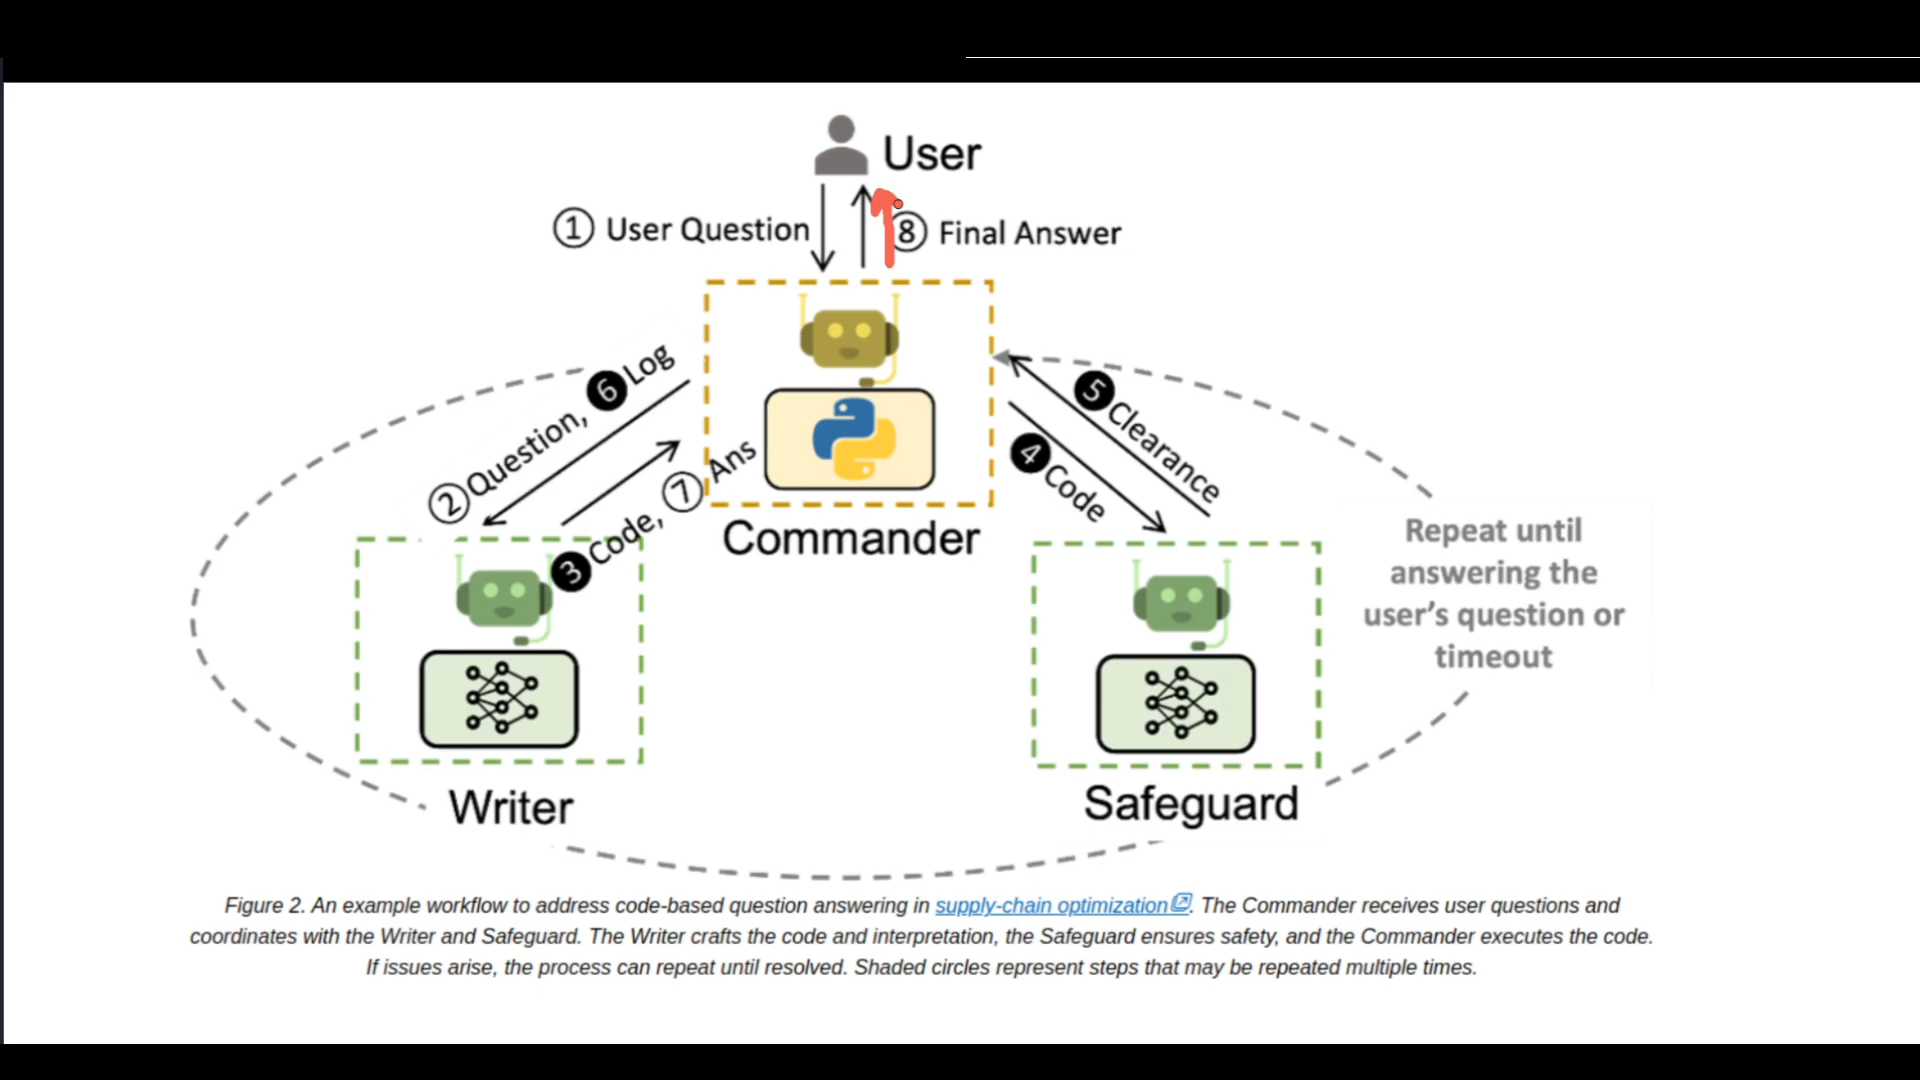 User
① User Question
⑧ Final Answer
② Question, ❻ Log
❸ Code, ⑦ Ans
❺ Clearance
❹ Code
Commander
Repeat until
answering the
user’s question or
timeout
Writer
Safeguard
Figure 2. An example workflow to address code-based question answering in supply-chain optimization. The Commander receives user questions and
coordinates with the Writer and Safeguard. The Writer crafts the code and interpretation, the Safeguard ensures safety, and the Commander executes the code.
If issues arise, the process can repeat until resolved. Shaded circles represent steps that may be repeated multiple times.